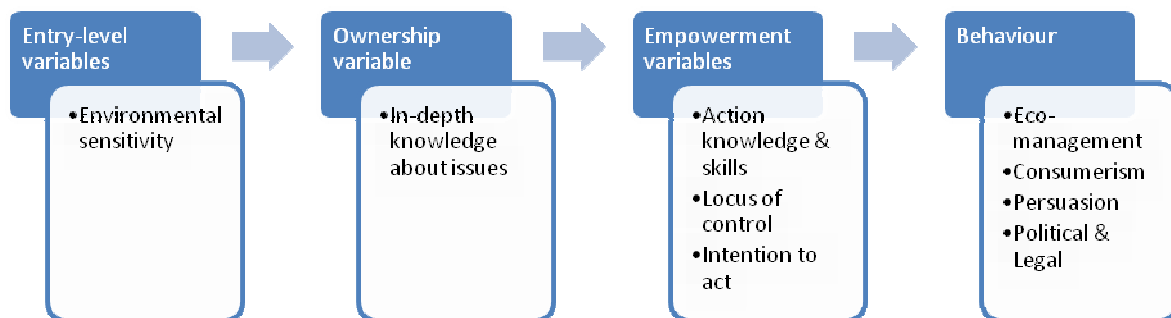 Entry-level
variables
•Environmental
sensitivity
Ownership
variable
•In-depth
knowledge
about issues
Empowerment
variables
•Action
knowledge &
skills
•Locus of
control
•Intention to
act
Behaviour
•Eco-
management
•Consumerism
•Persuasion
•Political &
Legal